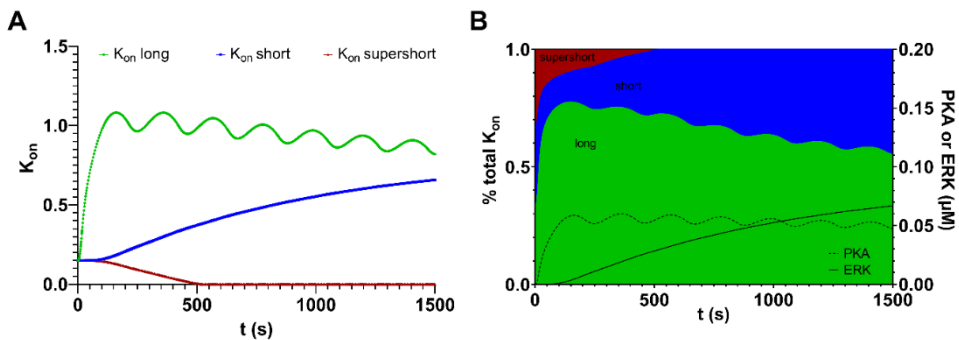 A
K_on long
K_on short
K_on supershort
1.5
1.0
0.5
0.0
K_on
0
500
1000
1500
t (s)
B
1.0
0.5
0.0
% total K_on
supershort
short
long
PKA
ERK
0.20
0.15
0.10
0.05
0.00
PKA or ERK (µM)
0
500
1000
1500
t (s)